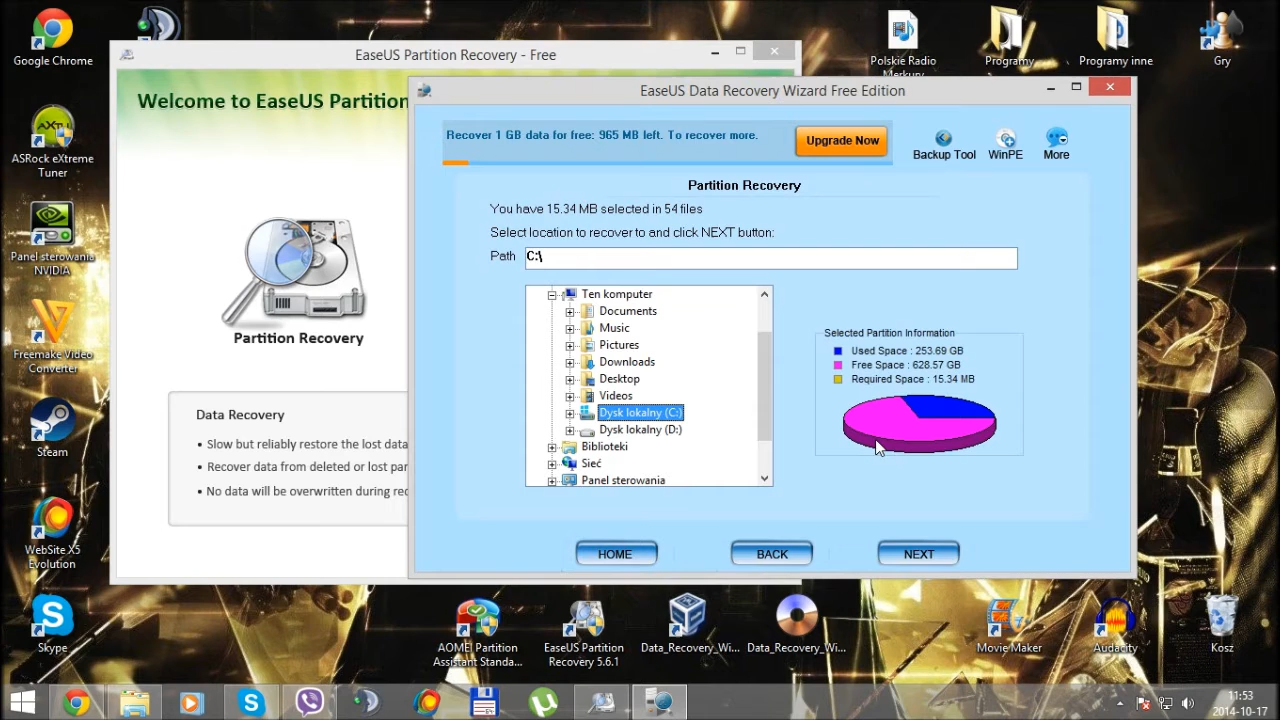 Google Chrome
ASRock eXtreme
Tuner
Panel sterowania
NVIDIA
Freemake Video
Converter
Steam
WebSite X5
Evolution
Skype
Polskie Radio
Merkury
Programy
Programy inne
Gry
EaseUS Partition Recovery - Free
Welcome to EaseUS Partition
Partition Recovery
Data Recovery
• Slow but reliably restore the lost data
• Recover data from deleted or lost par
• No data will be overwritten during rec
EaseUS Data Recovery Wizard Free Edition
Recover 1 GB data for free: 965 MB left. To recover more.
Upgrade Now
Backup Tool
WinPE
More
Partition Recovery
You have 15.34 MB selected in 54 files
Select location to recover to and click NEXT button:
Path
C:\
Ten komputer
Documents
Music
Pictures
Downloads
Desktop
Videos
Dysk lokalny (C:)
Dysk lokalny (D:)
Biblioteki
Sieć
Panel sterowania
Selected Partition Information
Used Space : 253.69 GB
Free Space : 628.57 GB
Required Space : 15.34 MB
HOME
BACK
NEXT
AOMEI Partition
Assistant Standa...
EaseUS Partition
Recovery 5.6.1
Data_Recovery_Wi...
Data_Recovery_Wi...
Movie Maker
Audacity
Kosz
11:53
2014-10-17